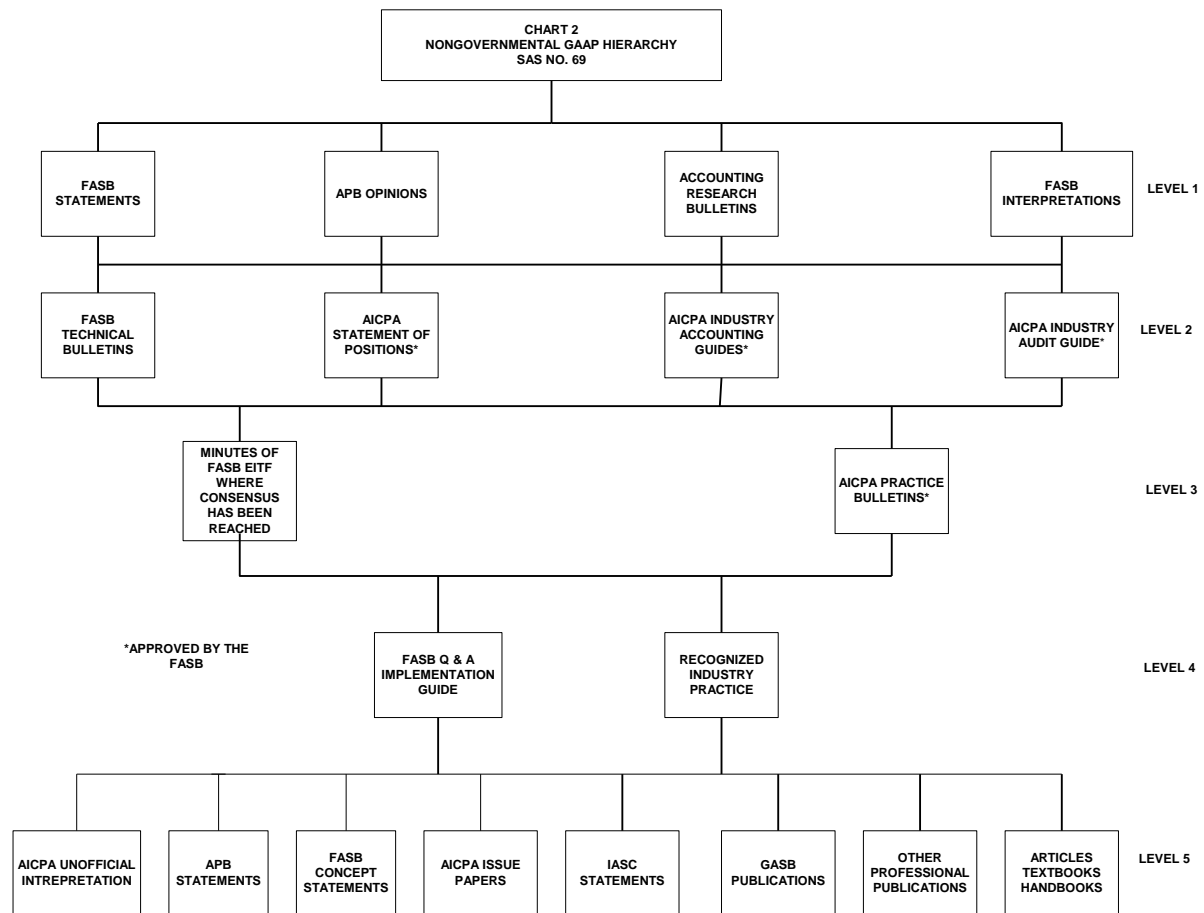 CHART 2
NONGOVERNMENTAL GAAP HIERARCHY
SAS NO. 69
FASB
STATEMENTS
APB OPINIONS
ACCOUNTING
RESEARCH
BULLETINS
FASB
INTERPRETATIONS
LEVEL 1
FASB
TECHNICAL
BULLETINS
AICPA
STATEMENT OF
POSITIONS*
AICPA INDUSTRY
ACCOUNTING
GUIDES*
AICPA INDUSTRY
AUDIT GUIDE*
LEVEL 2
MINUTES OF
FASB EITF
WHERE
CONSENSUS
HAS BEEN
REACHED
AICPA PRACTICE
BULLETINS*
LEVEL 3
*APPROVED BY THE
FASB
FASB Q & A
IMPLEMENTATION
GUIDE
RECOGNIZED
INDUSTRY
PRACTICE
LEVEL 4
AICPA UNOFFICIAL
INTREPRETATION
APB
STATEMENTS
FASB
CONCEPT
STATEMENTS
AICPA ISSUE
PAPERS
IASC
STATEMENTS
GASB
PUBLICATIONS
OTHER
PROFESSIONAL
PUBLICATIONS
ARTICLES
TEXTBOOKS
HANDBOOKS
LEVEL 5